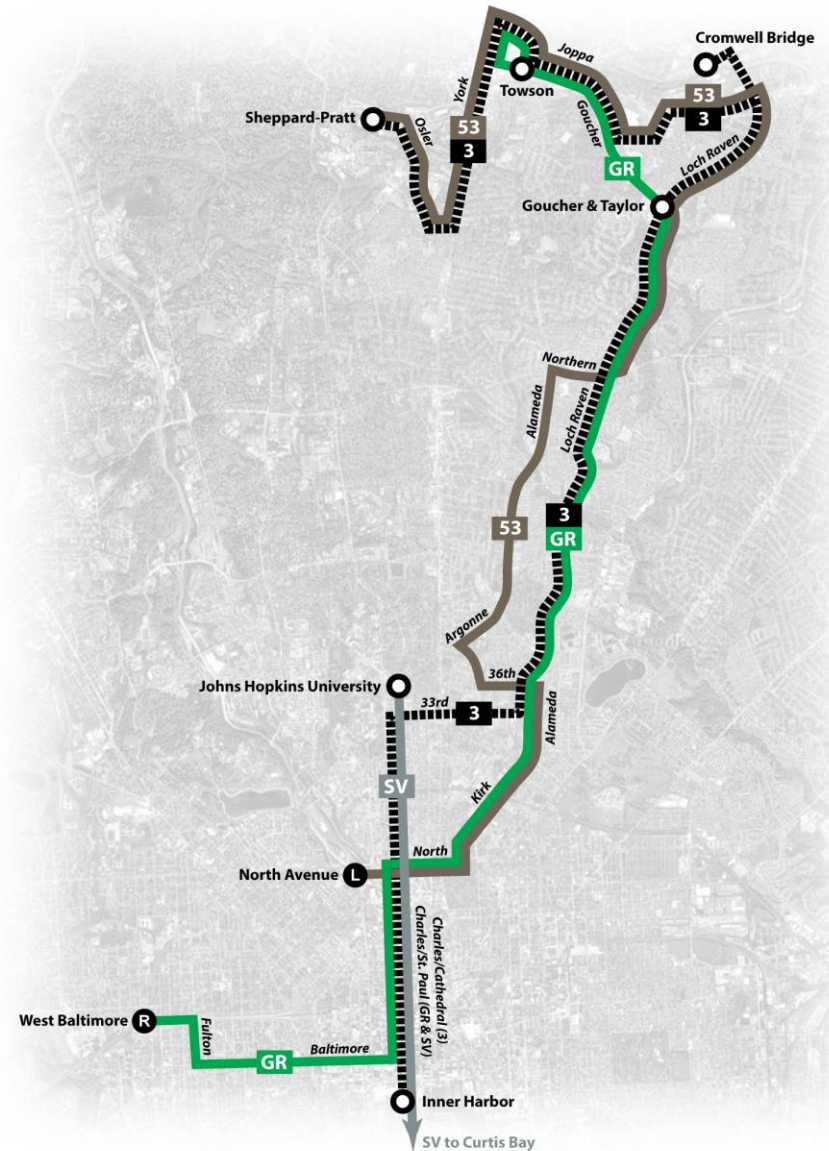 Cromwell Bridge
Joppa
York
Towson
53
3
Sheppard-Pratt
Osler
53
3
Goucher
Loch Raven
GR
Goucher & Taylor
Northern
Alameda
Loch Raven
3
GR
53
Argonne
36th
Johns Hopkins University
33rd
3
Alameda
SV
Kirk
North
North Avenue
L
Charles/Cathedral (3)
Charles/St. Paul (GR & SV)
West Baltimore
R
Fulton
Baltimore
GR
Inner Harbor
SV to Curtis Bay